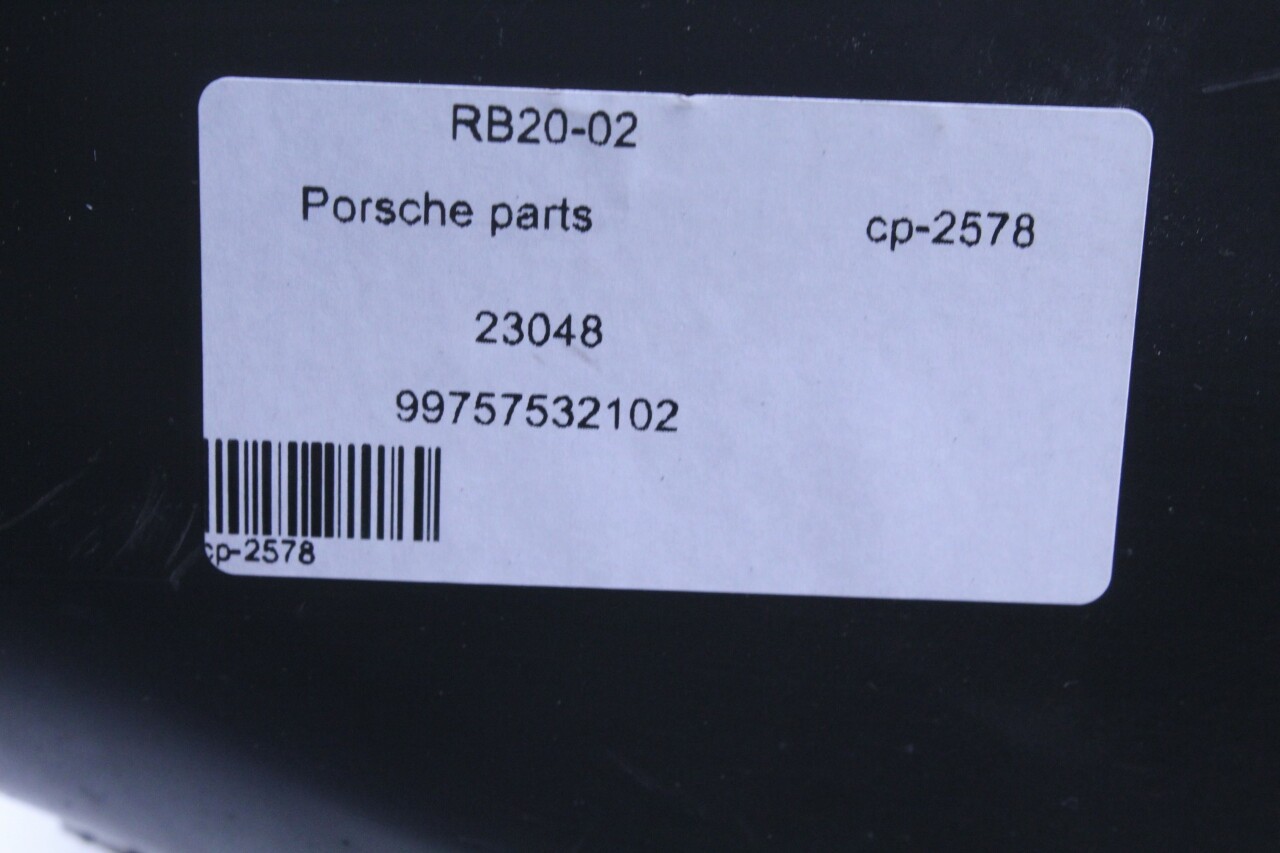 RB20-02
Porsche parts
cp-2578
23048
99757532102
cp-2578